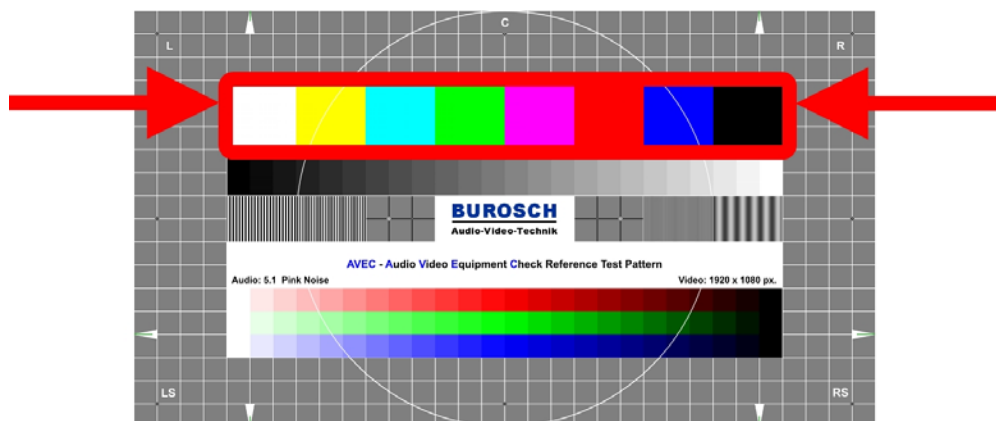 C
L
R
BUROSCH
Audio-Video-Technik
AVEC - Audio Video Equipment Check Reference Test Pattern
Audio: 5.1 Pink Noise
Video: 1920 x 1080 px.
LS
RS